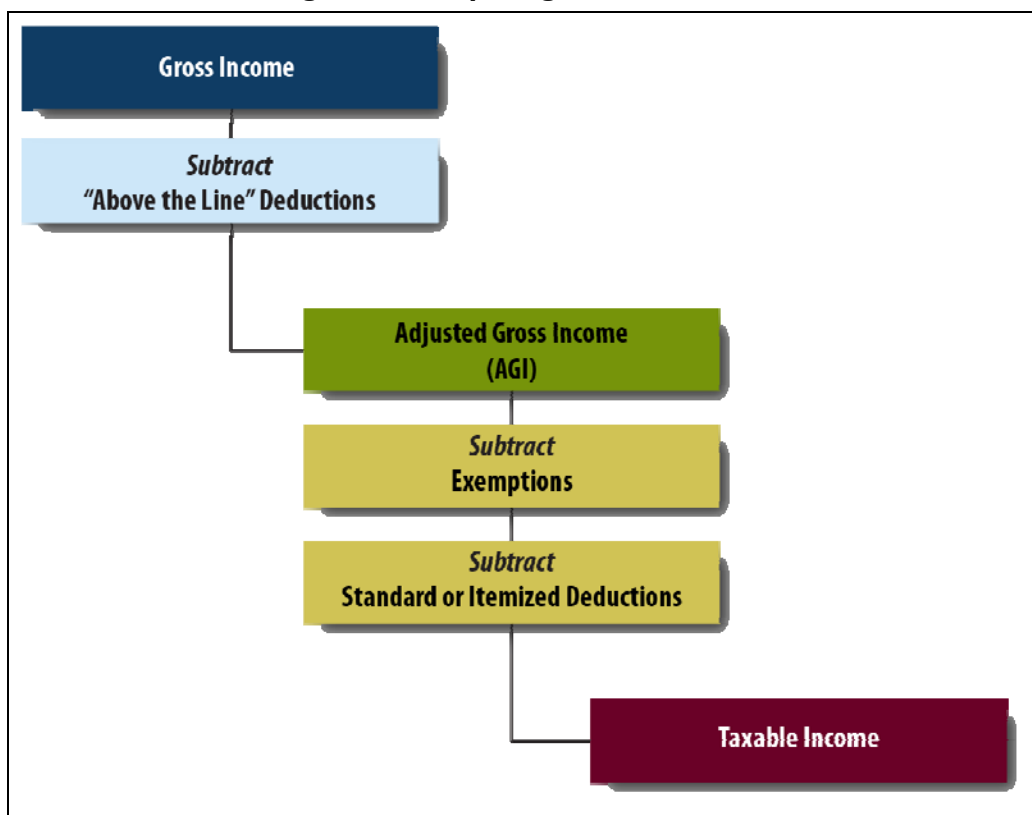 Gross Income
Subtract
“Above the Line” Deductions
Adjusted Gross Income
(AGI)
Subtract
Exemptions
Subtract
Standard or Itemized Deductions
Taxable Income